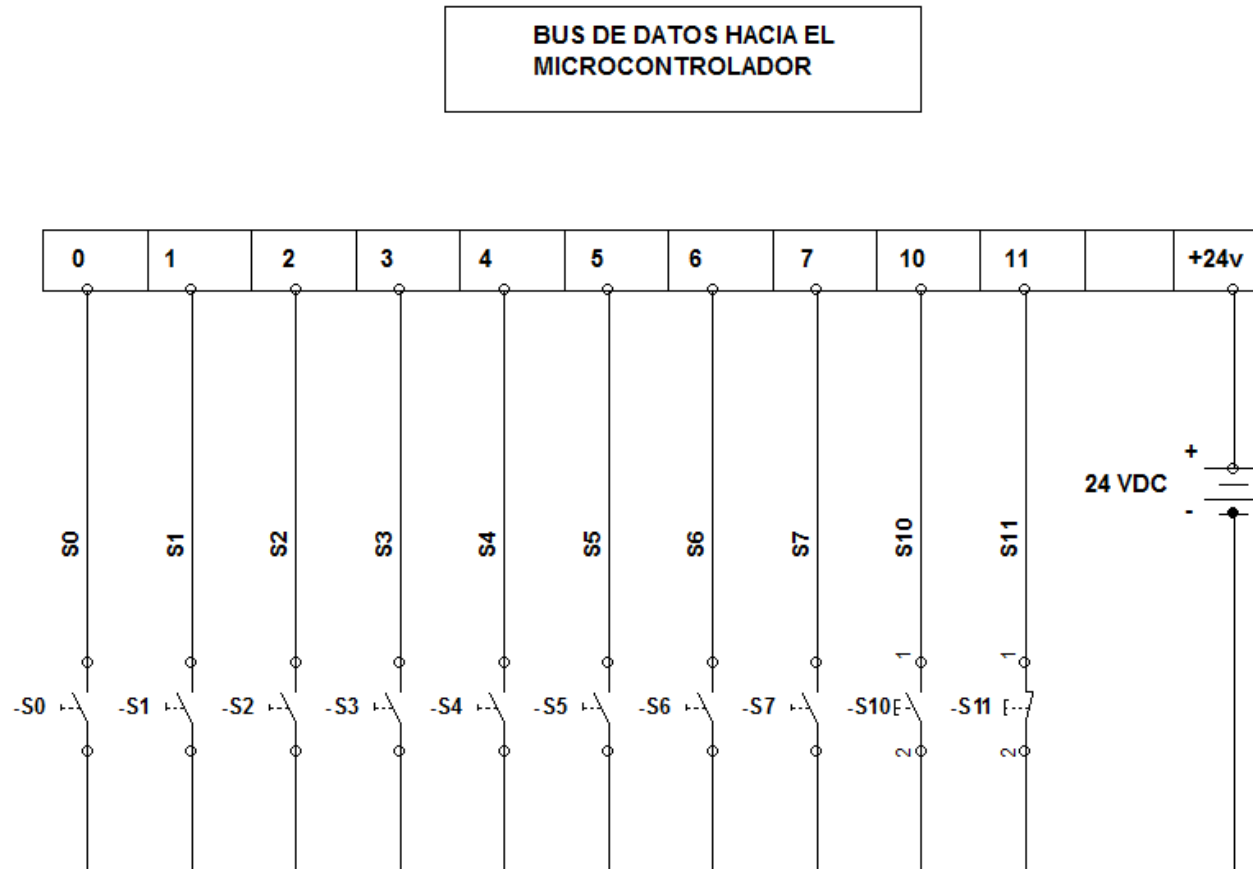 BUS DE DATOS HACIA EL
MICROCONTROLADOR
0 1 2 3 4 5 6 7 10 11 +24v
+
24 VDC
-
S0 S1 S2 S3 S4 S5 S6 S7 S10 S11
1 1
-S0 -S1 -S2 -S3 -S4 -S5 -S6 -S7 -S10 -S11
2 2